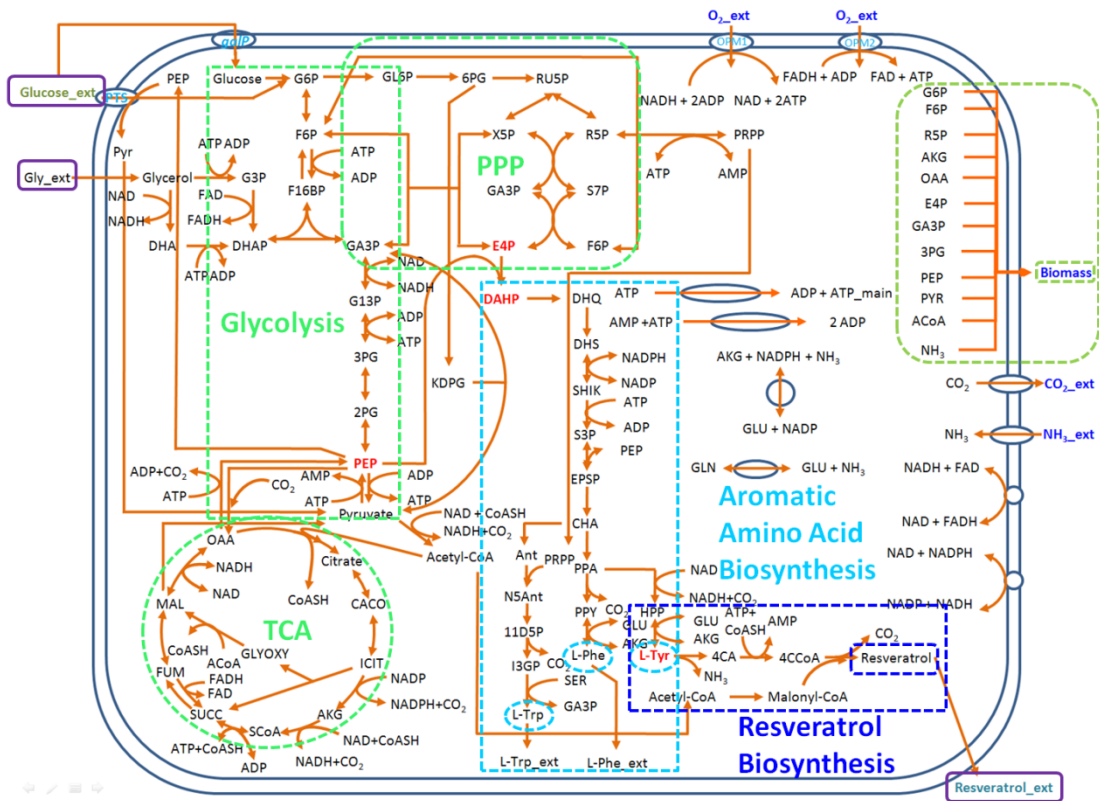 O2_ext
O2_ext
galP
OPM1
OPM2
Glucose_ext
PTS
PEP
Glucose
G6P
GL6P
6PG
RU5P
FADH + ADP
FAD + ATP
NADH + 2ADP
NAD + 2ATP
G6P
F6P
R5P
AKG
OAA
E4P
GA3P
3PG
PEP
PYR
ACoA
NH3
Biomass
Pyr
F6P
X5P
R5P
PRPP
ATP
ADP
ATP
ADP
PPP
ATP
AMP
Gly_ext
Glycerol
G3P
F16BP
GA3P
S7P
NAD
NADH
FAD
FADH
DHA
DHAP
GA3P
E4P
F6P
ATP
ADP
NAD
NADH
G13P
DAHP
DHQ
ATP
ADP + ATP_main
Glycolysis
ADP
ATP
AMP +ATP
2 ADP
3PG
DHS
NADPH
NADP
AKG + NADPH + NH3
KDPG
SHIK
ATP
ADP
CO2
CO2_ext
2PG
S3P
PEP
GLU + NADP
NH3
NH3_ext
PEP
ADP+CO2
ATP
CO2
AMP
ATP
ADP
ATP
EPSP
GLN
GLU + NH3
NADH + FAD
Pyruvate
NAD + CoASH
NADH+CO2
Acetyl-CoA
CHA
Aromatic
Amino Acid
Biosynthesis
NAD + FADH
OAA
Citrate
NADH
NAD
CoASH
Ant
PRPP
PPA
NAD
NADH+CO2
NAD + NADPH
NADP + NADH
MAL
CACO
TCA
N5Ant
PPY
CO2
HPP
GLU
AKG
GLU
AKG
ATP+
CoASH
AMP
CO2
CoASH
ACoA
GLYOXY
ICIT
11D5P
I3GP
CO2
L-Phe
L-Tyr
4CA
4CCoA
Resveratrol
FUM
FADH
FAD
NADP
NADPH+CO2
SER
GA3P
NH3
Acetyl-CoA
Malonyl-CoA
SUCC
SCoA
AKG
L-Trp
ATP+CoASH
ADP
NAD+CoASH
NADH+CO2
L-Trp_ext
L-Phe_ext
Resveratrol
Biosynthesis
Resveratrol_ext